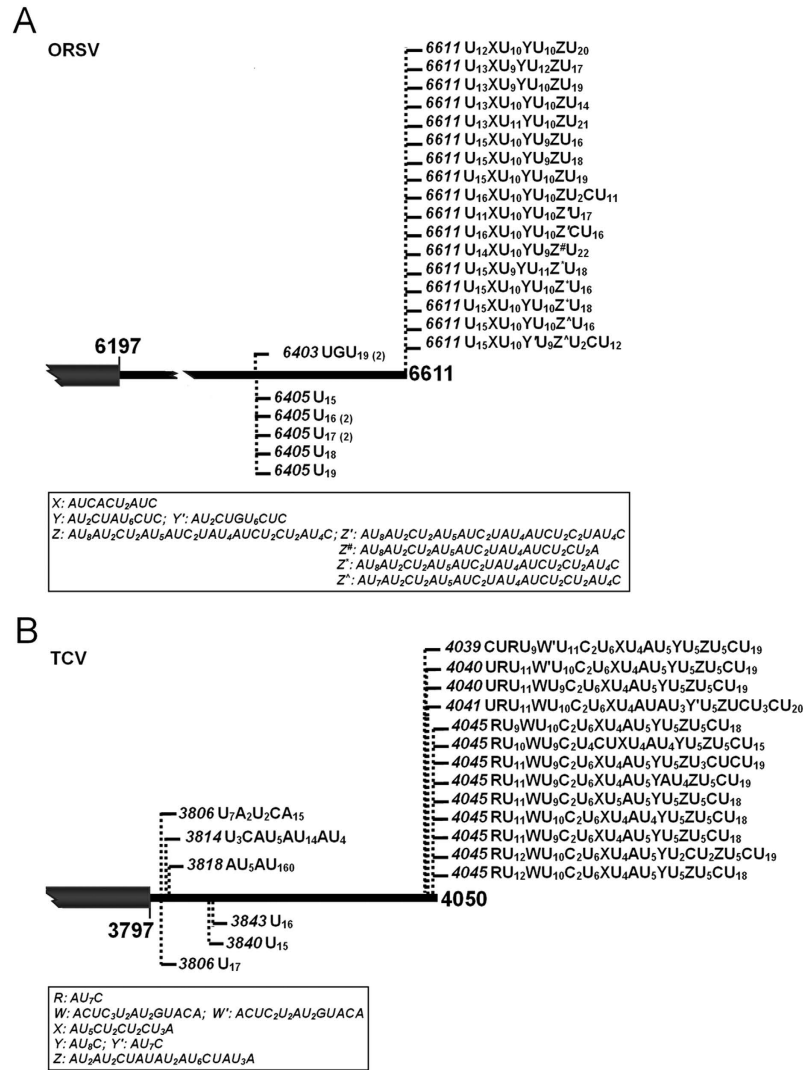 A
ORSV
6611 U₁₂XU₁₀YU₁₀ZU₂₀
6611 U₁₃XU₉YU₁₂ZU₁₇
6611 U₁₃XU₉YU₁₀ZU₁₉
6611 U₁₃XU₁₀YU₁₀ZU₁₄
6611 U₁₃XU₁₁YU₁₀ZU₂₁
6611 U₁₅XU₁₀YU₉ZU₁₆
6611 U₁₅XU₁₀YU₉ZU₁₈
6611 U₁₅XU₁₀YU₁₀ZU₁₉
6611 U₁₆XU₁₀YU₁₀ZU₂CU₁₁
6611 U₁₁XU₁₀YU₁₀Z'U₁₇
6611 U₁₆XU₁₀YU₁₀Z'CU₁₆
6611 U₁₄XU₁₀YU₉Z#U₂₂
6611 U₁₅XU₉YU₁₁Z*U₁₈
6611 U₁₅XU₁₀YU₁₀Z*U₁₆
6611 U₁₅XU₁₀YU₁₀Z*U₁₈
6611 U₁₅XU₁₀YU₁₀Z^U₁₆
6611 U₁₅XU₁₀Y'U₉Z^U₂CU₁₂
6197
6403 UGU₁₉ (2)
6611
6405 U₁₅
6405 U₁₆ (2)
6405 U₁₇ (2)
6405 U₁₈
6405 U₁₉
X: AUCACU₂AUC
Y: AU₂CUAU₆CUC; Y': AU₂CUGU₆CUC
Z: AU₈AU₂CU₂AU₅AUC₂UAU₄AUCU₂CU₂AU₄C; Z': AU₈AU₂CU₂AU₅AUC₂UAU₄AUCU₂C₂UAU₄C
Z#: AU₈AU₂CU₂AU₅AUC₂UAU₄AUCU₂CU₂A
Z*: AU₈AU₂CU₂AU₅AUC₂UAU₄AUCU₂CU₂AU₄C
Z^: AU₇AU₂CU₂AU₅AUC₂UAU₄AUCU₂CU₂AU₄C
B
TCV
4039 CURU₉W'U₁₁C₂U₆XU₄AU₅YU₅ZU₅CU₁₉
4040 URU₁₁W'U₁₀C₂U₆XU₄AU₅YU₅ZU₅CU₁₉
4040 URU₁₁WU₉C₂U₆XU₄AU₅YU₅ZU₅CU₁₉
4041 URU₁₁WU₁₀C₂U₆XU₄AUAU₃Y'U₅ZUCU₃CU₂₀
4045 RU₉WU₁₀C₂U₆XU₄AU₅YU₅ZU₅CU₁₈
4045 RU₁₀WU₉C₂U₄CUXU₄AU₄YU₅ZU₅CU₁₅
4045 RU₁₁WU₉C₂U₆XU₄AU₅YU₅ZU₃CUCU₁₉
4045 RU₁₁WU₉C₂U₆XU₄AU₅YAU₄ZU₅CU₁₉
4045 RU₁₁WU₉C₂U₆XU₅AU₅YU₅ZU₅CU₁₈
4045 RU₁₁WU₁₀C₂U₆XU₄AU₄YU₅ZU₅CU₁₈
4045 RU₁₁WU₉C₂U₆XU₄AU₅YU₅ZU₅CU₁₈
4045 RU₁₂WU₁₀C₂U₆XU₄AU₅YU₂CU₂ZU₅CU₁₉
4045 RU₁₂WU₁₀C₂U₆XU₄AU₅YU₅ZU₅CU₁₈
3806 U₇A₂U₂CA₁₅
3814 U₃CAU₅AU₁₄AU₄
3818 AU₅AU₁₆₀
3797
4050
3843 U₁₆
3840 U₁₅
3806 U₁₇
R: AU₇C
W: ACUC₃U₂AU₂GUACA; W': ACUC₂U₂AU₂GUACA
X: AU₅CU₂CU₂CU₃A
Y: AU₈C; Y': AU₇C
Z: AU₂AU₂CUAUAU₂AU₆CUAU₃A